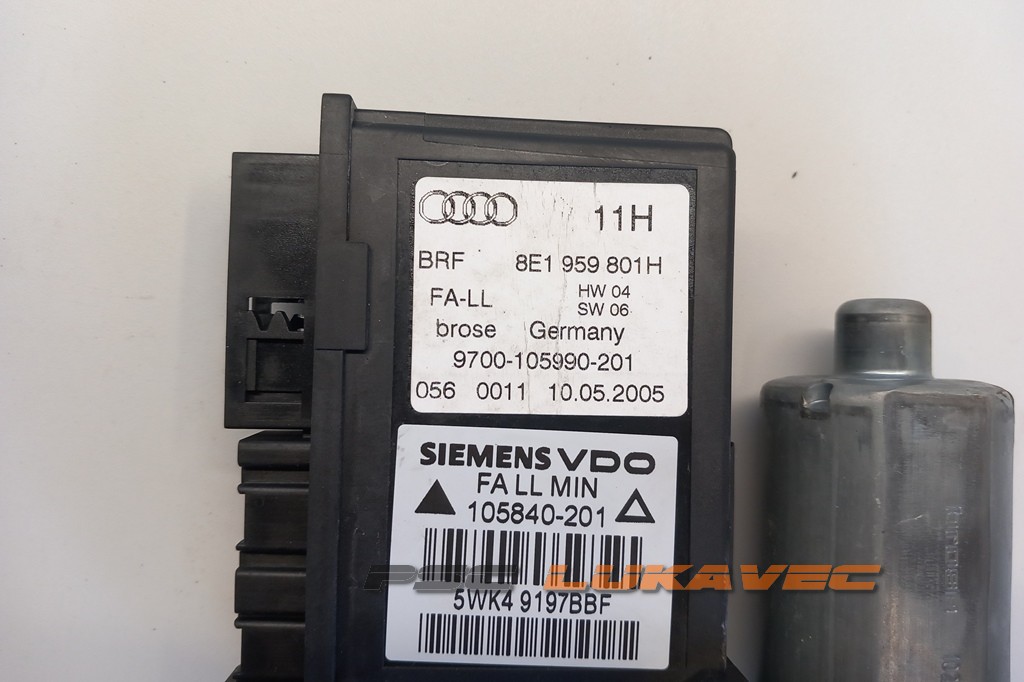 11H
BRF 8E1 959 801H
FA-LL HW 04
SW 06
brose Germany
9700-105990-201
056 0011 10.05.2005
SIEMENS VDO
FA LL MIN
105840-201
5WK4 9197BBF
PSC LUKAVEC